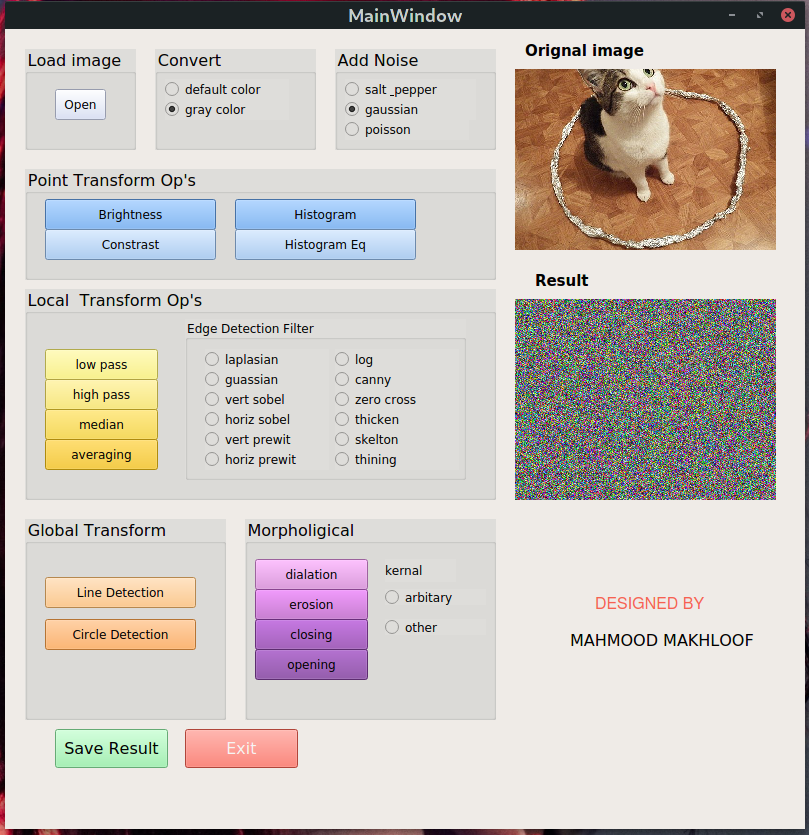 MainWindow
Load image
Open
Convert
default color
gray color
Add Noise
salt _pepper
gaussian
poisson
Orignal image
Point Transform Op's
Brightness
Histogram
Constrast
Histogram Eq
Result
Local  Transform Op's
low pass
high pass
median
averaging
Edge Detection Filter
laplasian
guassian
vert sobel
horiz sobel
vert prewit
horiz prewit
log
canny
zero cross
thicken
skelton
thining
Global Transform
Line Detection
Circle Detection
Morpholigical
dialation
erosion
closing
opening
kernal
arbitary
other
DESIGNED BY
MAHMOOD MAKHLOOF
Save Result
Exit